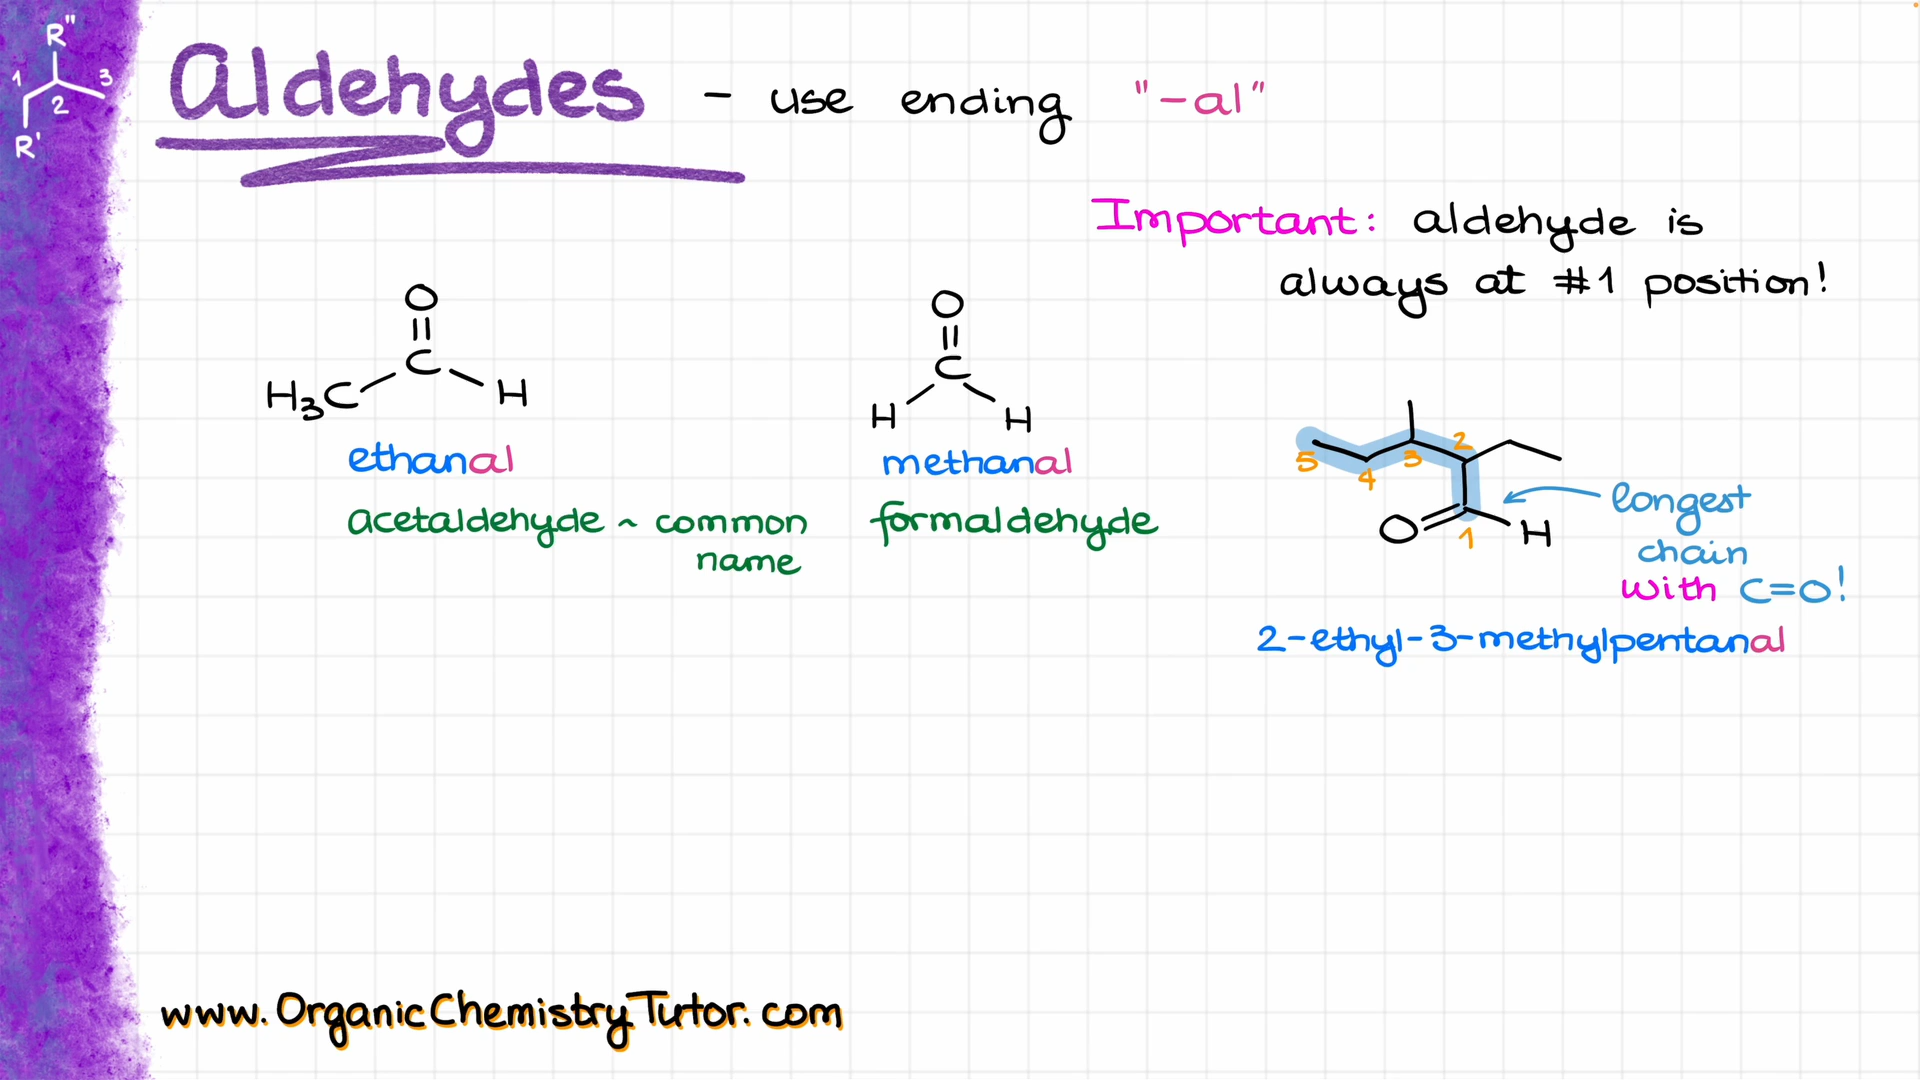 R"
1 3
2
R'
Aldehydes - use ending "-al"
Important: aldehyde is
always at #1 position!
O
C
H₃C H
ethanal
acetaldehyde ~ common
name
O
C
H H
methanal
formaldehyde
5 4 3 2
O 1 H
longest
chain
with C=O!
2-ethyl-3-methylpentanal
www.OrganicChemistryTutor.com